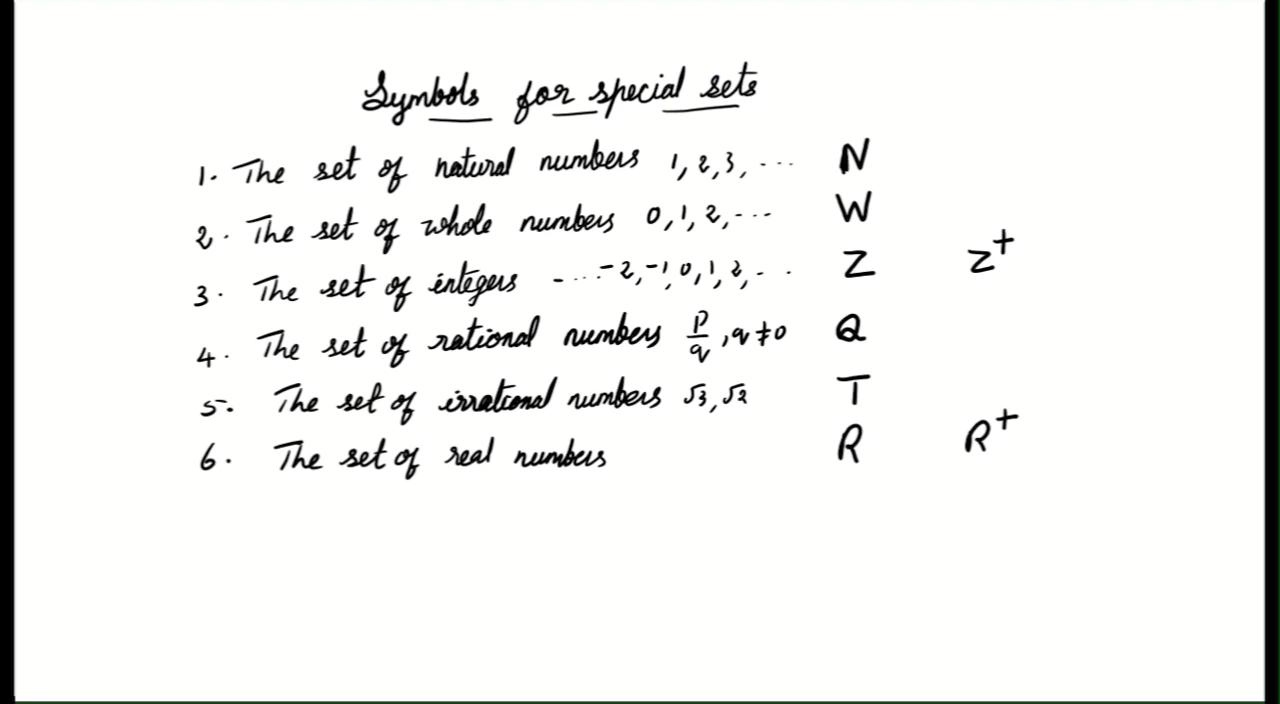 Symbols for special sets
1. The set of natural numbers 1, 2, 3, ... N
2. The set of whole numbers 0, 1, 2, ... W
3. The set of integers - ... -2, -1, 0, 1, 2, - .. Z Z⁺
4. The set of rational numbers p/q, q ≠ 0 Q
5. The set of irrational numbers √3, √2 T
6. The set of real numbers R R⁺